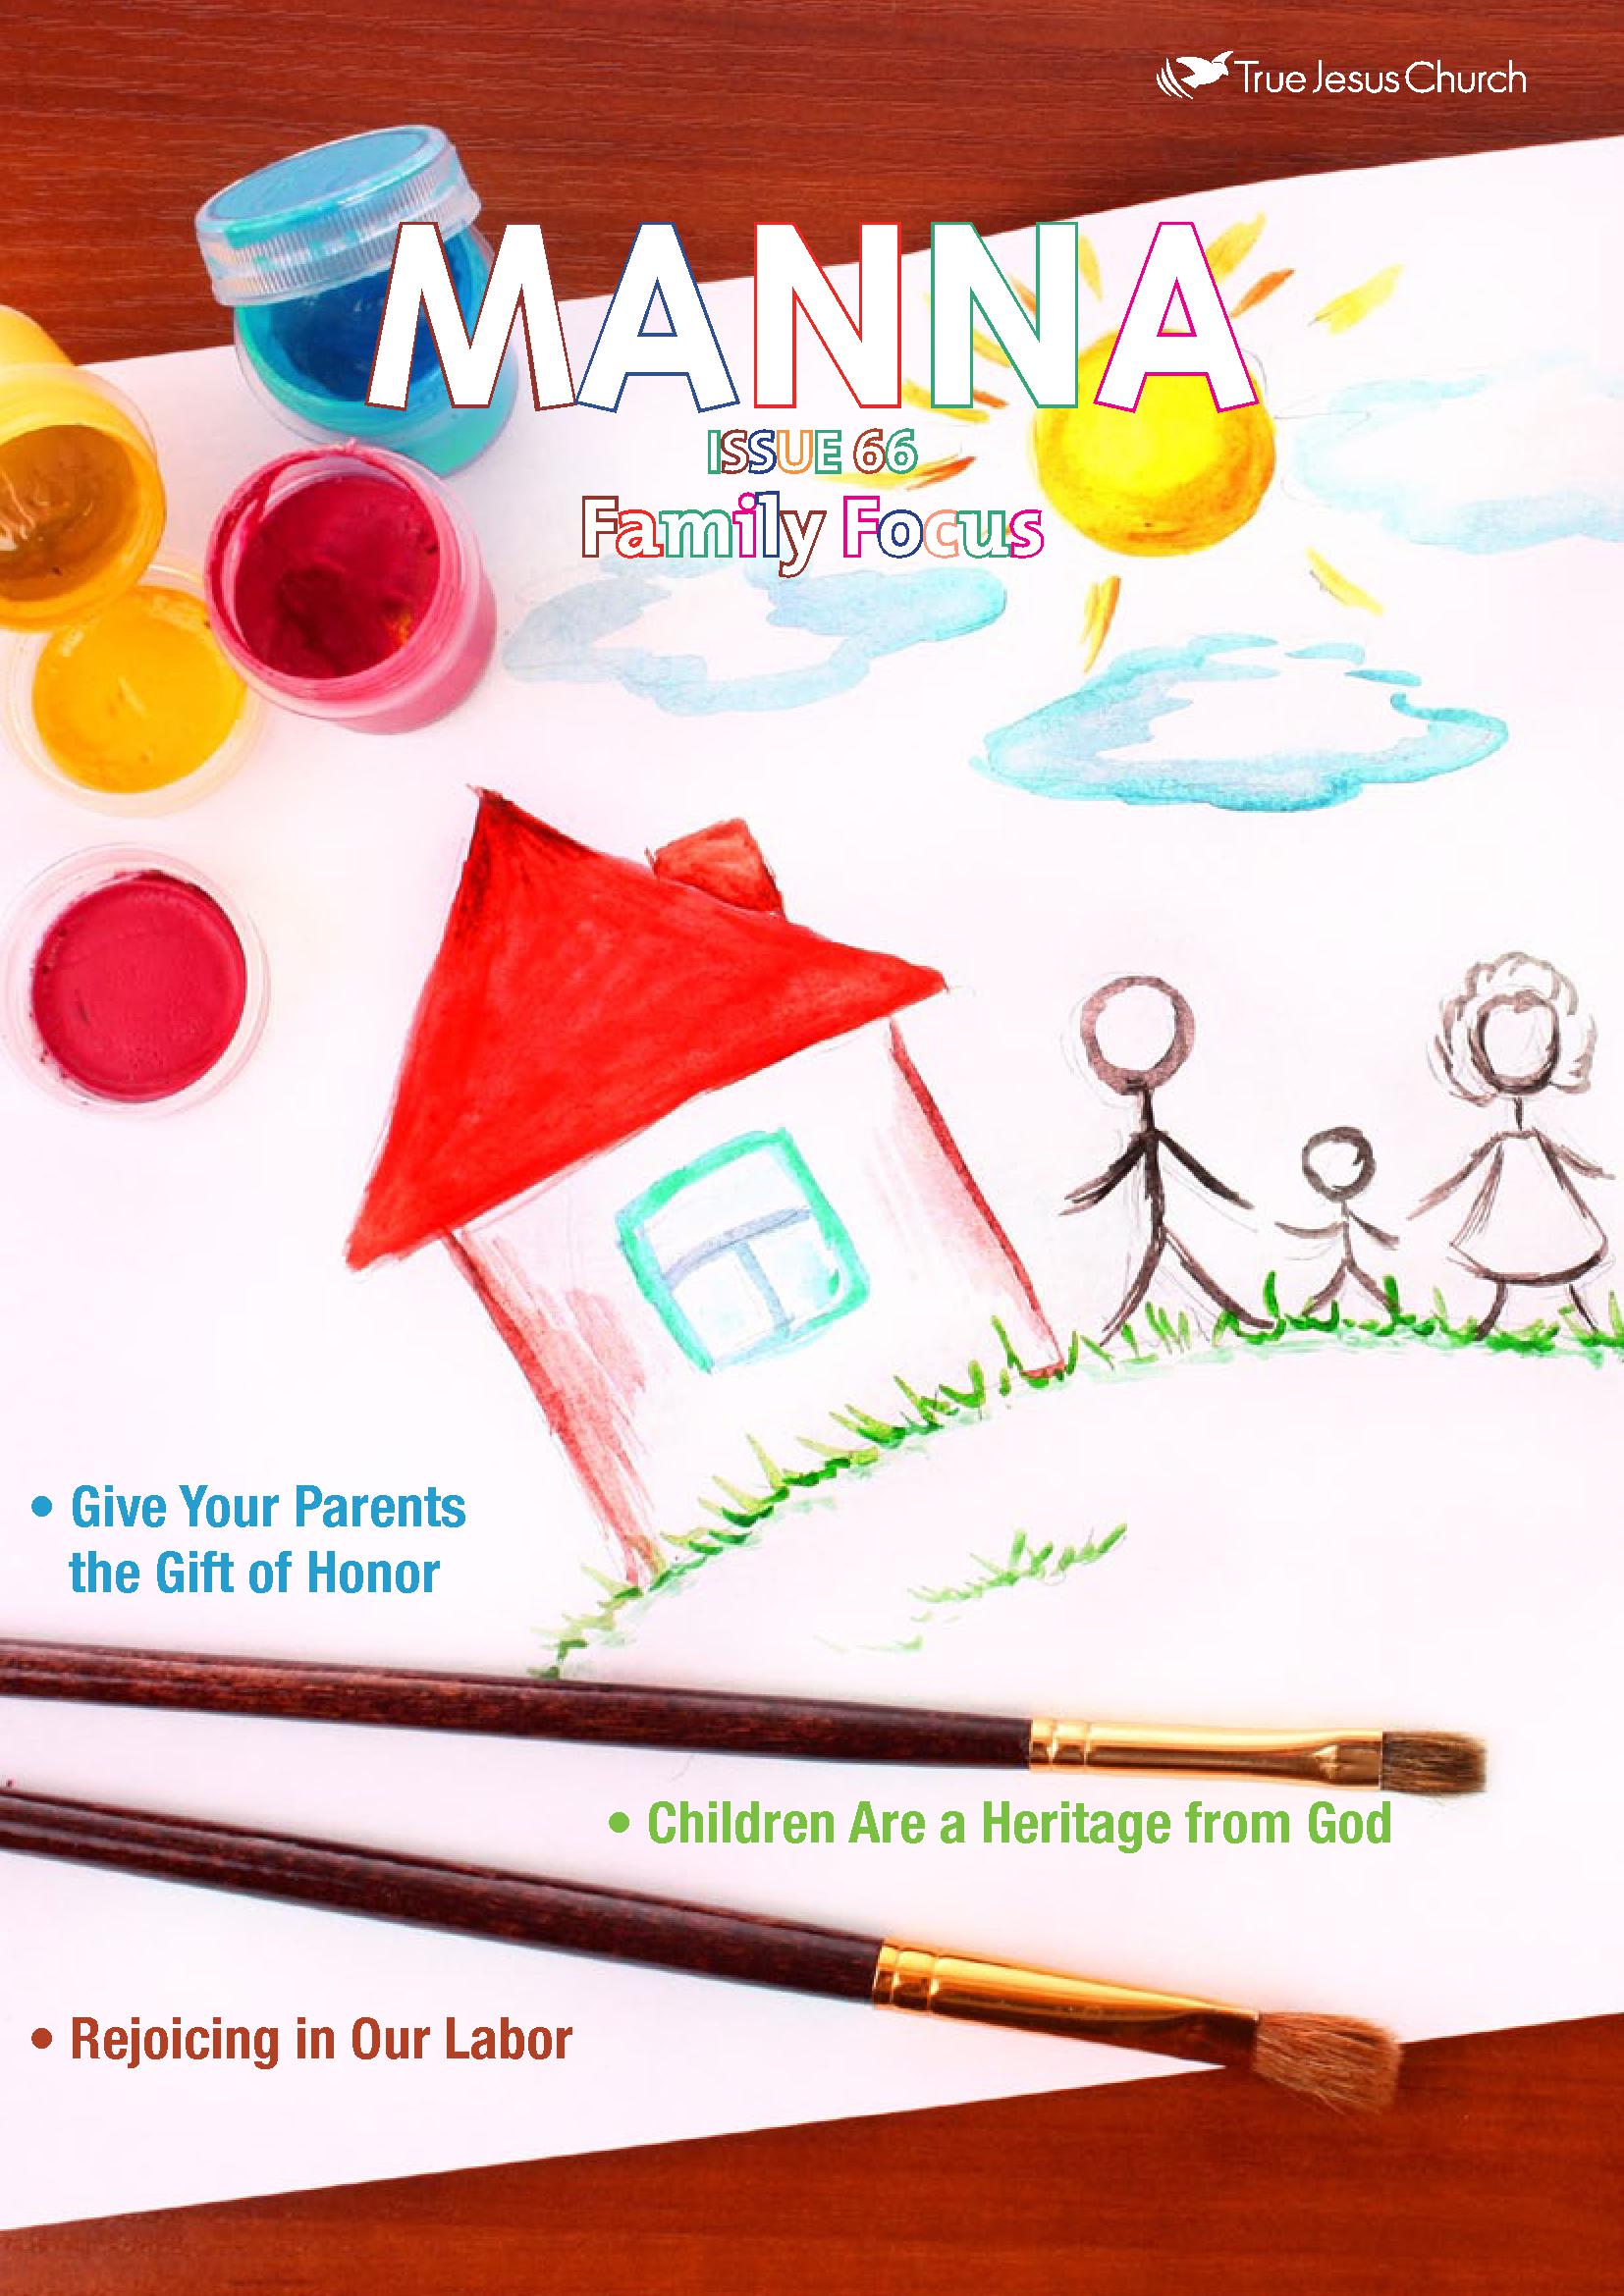 True Jesus Church
MANNA
ISSUE 66
Family Focus
• Give Your Parents
the Gift of Honor
• Children Are a Heritage from God
• Rejoicing in Our Labor